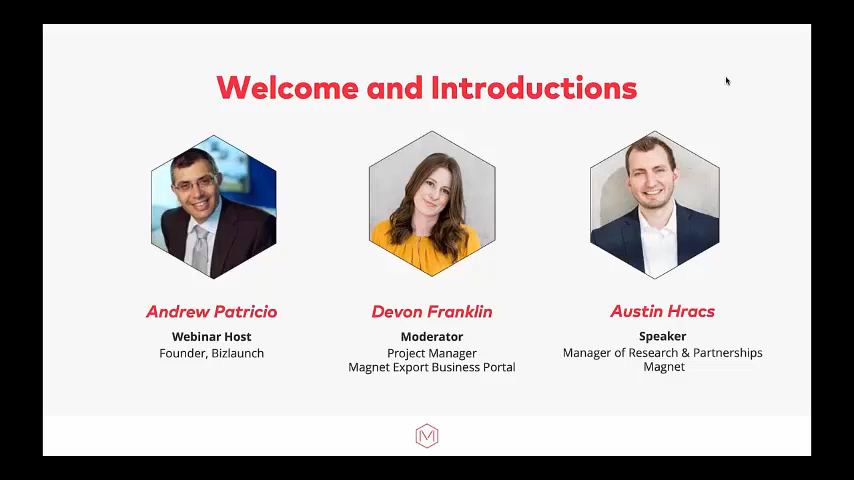 Welcome and Introductions
Andrew Patricio
Webinar Host
Founder, Bizlaunch
Devon Franklin
Moderator
Project Manager
Magnet Export Business Portal
Austin Hracs
Speaker
Manager of Research & Partnerships
Magnet
M